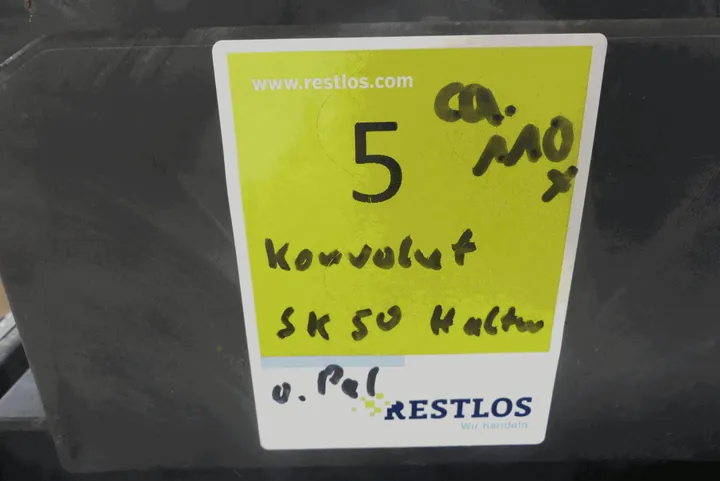 www.restlos.com
ca.
5
110
x
Konvolut
SK 50 Halter
o. Pal
RESTLOS
Wir handeln.